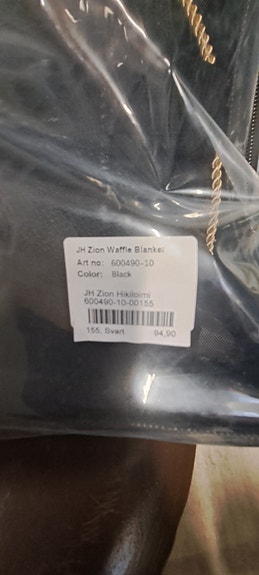 JH Zion Waffle Blanket
Art no: 600490-10
Color: Black
JH Zion Hikiloimi
600490-10-00155
155, Svart 94,90